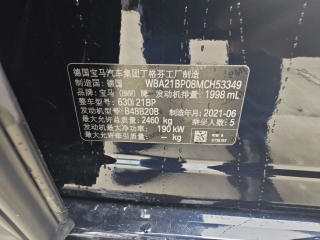 德国宝马汽车集团丁格芬工厂制造
制造国：德国 WBA21BP08MCH53349
品牌：宝马 (BMW) 牌 发动机排量：1998 mL
整车型号：630i 21BP
发动机型号：B48B20B 制造年月：2021-06
最大允许总质量：2460 kg 乘坐人数：5
发动机最大净功率：190 kW
最大允许牵引质量：-- kg